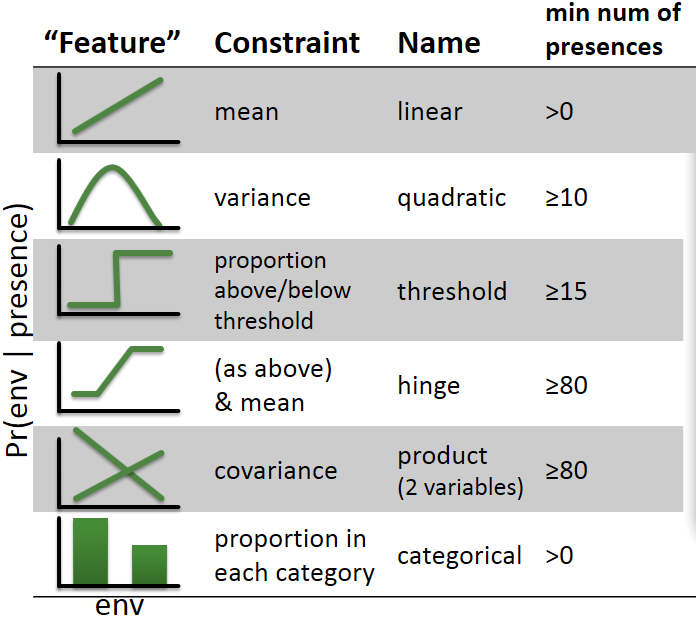 “Feature” Constraint Name min num of
presences
mean linear >0
variance quadratic ≥10
proportion
above/below
threshold
threshold ≥15
(as above)
& mean
hinge ≥80
covariance
product
(2 variables)
≥80
proportion in
each category
categorical >0
Pr(env | presence)
env